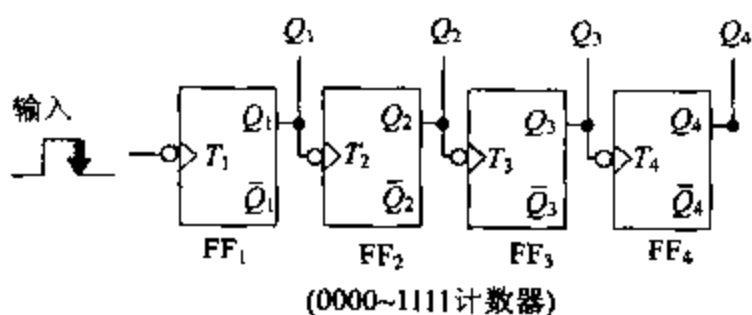 Q₁ Q₂ Q₃ Q₄
输入
Q₁ Q₂ Q₃ Q₄
T₁ T₂ T₃ T₄
Q̄₁ Q̄₂ Q̄₃ Q̄₄
FF₁ FF₂ FF₃ FF₄
(0000~1111计数器)